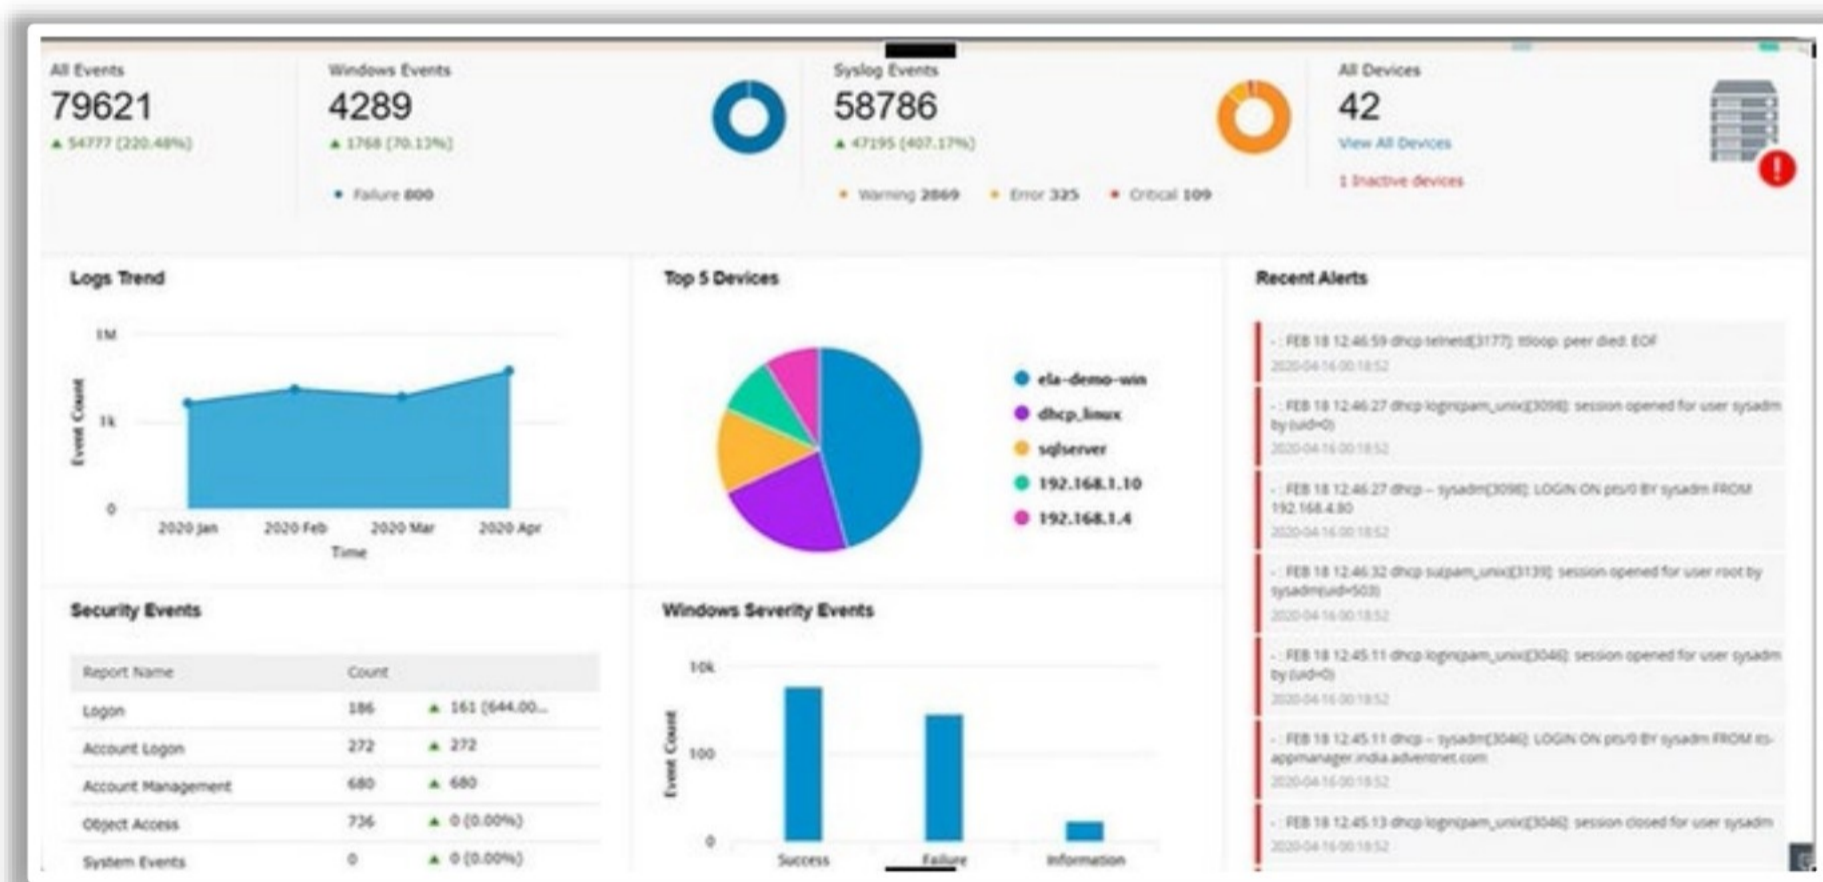 All Events
79621
▲ 54777 (220.48%)
Windows Events
4289
▲ 1768 (70.13%)
• Failure 800
Syslog Events
58786
▲ 47195 (407.17%)
• Warning 2869 • Error 325 • Critical 109
All Devices
42
View All Devices
1 Inactive devices
Logs Trend
1M
1k
0
Event Count
2020 Jan 2020 Feb 2020 Mar 2020 Apr
Time
Top 5 Devices
ela-demo-win
dhcp_linux
sqlserver
192.168.1.10
192.168.1.4
Security Events
Report Name Count
Logon 186 ▲ 161 (644.00...
Account Logon 272 ▲ 272
Account Management 680 ▲ 680
Object Access 736 ▲ 0 (0.00%)
System Events 0 ▲ 0 (0.00%)
Windows Severity Events
10k
100
0
Event Count
Success Failure Information
Recent Alerts
- : FEB 18 12:46:59 dhcp telnetd[3177]: ttloop: peer died: EOF
2020-04-16 00:18:52
- : FEB 18 12:46:27 dhcp login(pam_unix)[3098]: session opened for user sysadm
by (uid=0)
2020-04-16 00:18:52
- : FEB 18 12:46:27 dhcp -- sysadm[3098]: LOGIN ON pts/0 BY sysadm FROM
192.168.4.80
2020-04-16 00:18:52
- : FEB 18 12:46:32 dhcp su(pam_unix)[3139]: session opened for user root by
sysadm(uid=503)
2020-04-16 00:18:52
- : FEB 18 12:45:11 dhcp login(pam_unix)[3046]: session opened for user sysadm
by (uid=0)
2020-04-16 00:18:52
- : FEB 18 12:45:11 dhcp -- sysadm[3046]: LOGIN ON pts/0 BY sysadm FROM its-
appmanager.india.adventnet.com
2020-04-16 00:18:52
- : FEB 18 12:45:13 dhcp login(pam_unix)[3046]: session closed for user sysadm
2020-04-16 00:18:52